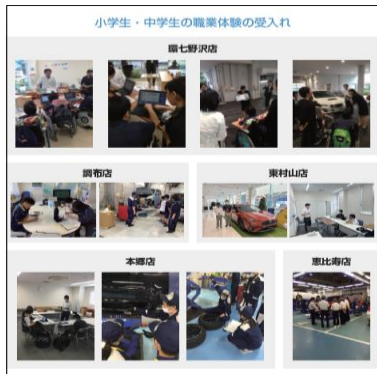 小学生・中学生の職業体験の受入れ
環七野沢店
調布店
東村山店
本郷店
恵比寿店